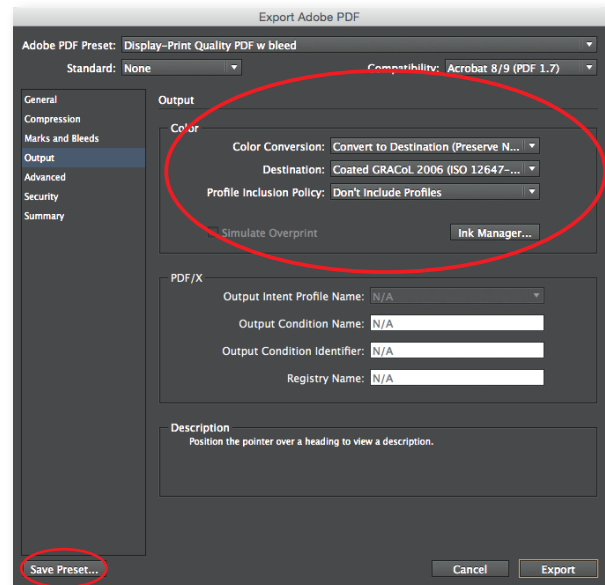 Export Adobe PDF
Adobe PDF Preset: Display-Print Quality PDF w bleed
Standard: None Compatibility: Acrobat 8/9 (PDF 1.7)
General
Compression
Marks and Bleeds
Output
Advanced
Security
Summary
Output
Color
Color Conversion: Convert to Destination (Preserve N...
Destination: Coated GRACoL 2006 (ISO 12647-...
Profile Inclusion Policy: Don't Include Profiles
Simulate Overprint Ink Manager...
PDF/X
Output Intent Profile Name: N/A
Output Condition Name: N/A
Output Condition Identifier: N/A
Registry Name: N/A
Description
Position the pointer over a heading to view a description.
Save Preset... Cancel Export